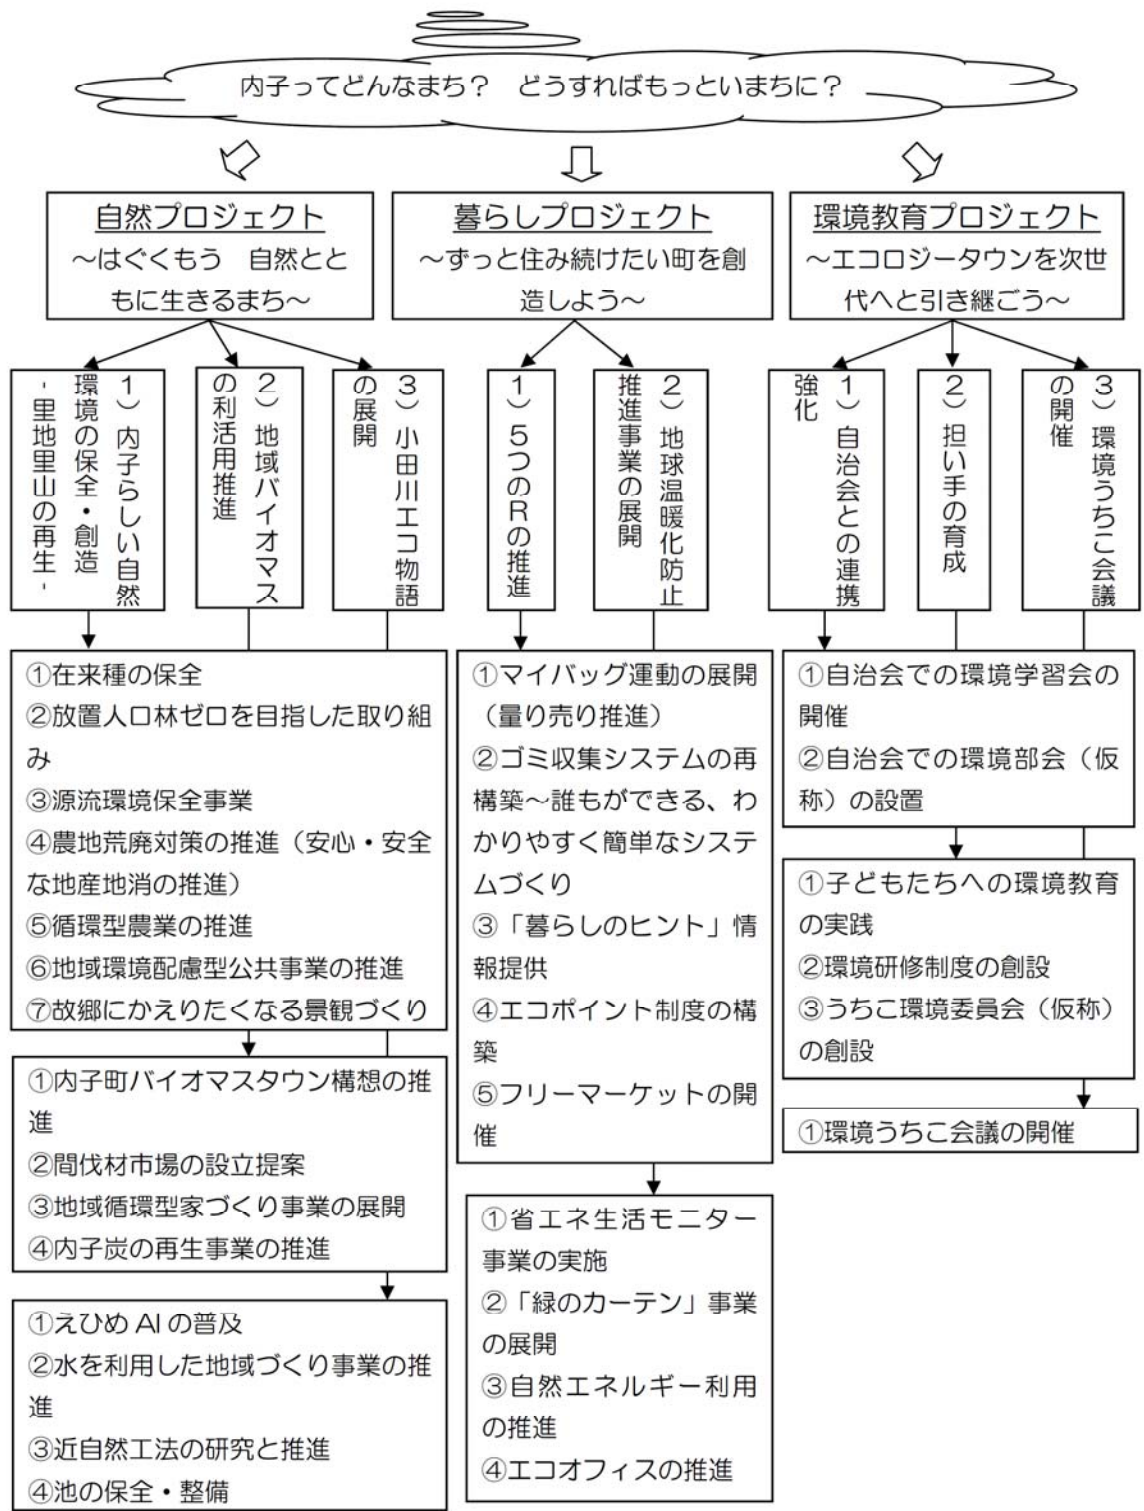 内子ってどんなまち？　どうすればもっといまちに？
自然プロジェクト
～はぐくもう　自然とと
もに生きるまち～
暮らしプロジェクト
～ずっと住み続けたい町を創
造しよう～
環境教育プロジェクト
～エコロジータウンを次世
代へと引き継ごう～
1）内子らしい自然
環境の保全・創造
-里地里山の再生-
2）地域バイオマス
の利活用推進
3）小田川エコ物語
の展開
1）5つのRの推進
2）地球温暖化防止
推進事業の展開
1）自治会との連携
強化
2）担い手の育成
3）環境うちこ会議
の開催
①在来種の保全
②放置人口林ゼロを目指した取り組
み
③源流環境保全事業
④農地荒廃対策の推進（安心・安全
な地産地消の推進）
⑤循環型農業の推進
⑥地域環境配慮型公共事業の推進
⑦故郷にかえりたくなる景観づくり
①内子町バイオマスタウン構想の推
進
②間伐材市場の設立提案
③地域循環型家づくり事業の展開
④内子炭の再生事業の推進
①えひめ AI の普及
②水を利用した地域づくり事業の推
進
③近自然工法の研究と推進
④池の保全・整備
①マイバッグ運動の展開
（量り売り推進）
②ゴミ収集システムの再
構築～誰もができる、わ
かりやすく簡単なシステ
ムづくり
③「暮らしのヒント」情
報提供
④エコポイント制度の構
築
⑤フリーマーケットの開
催
①省エネ生活モニター
事業の実施
②「緑のカーテン」事業
の展開
③自然エネルギー利用
の推進
④エコオフィスの推進
①自治会での環境学習会の
開催
②自治会での環境部会（仮
称）の設置
①子どもたちへの環境教育
の実践
②環境研修制度の創設
③うちこ環境委員会（仮称）
の創設
①環境うちこ会議の開催